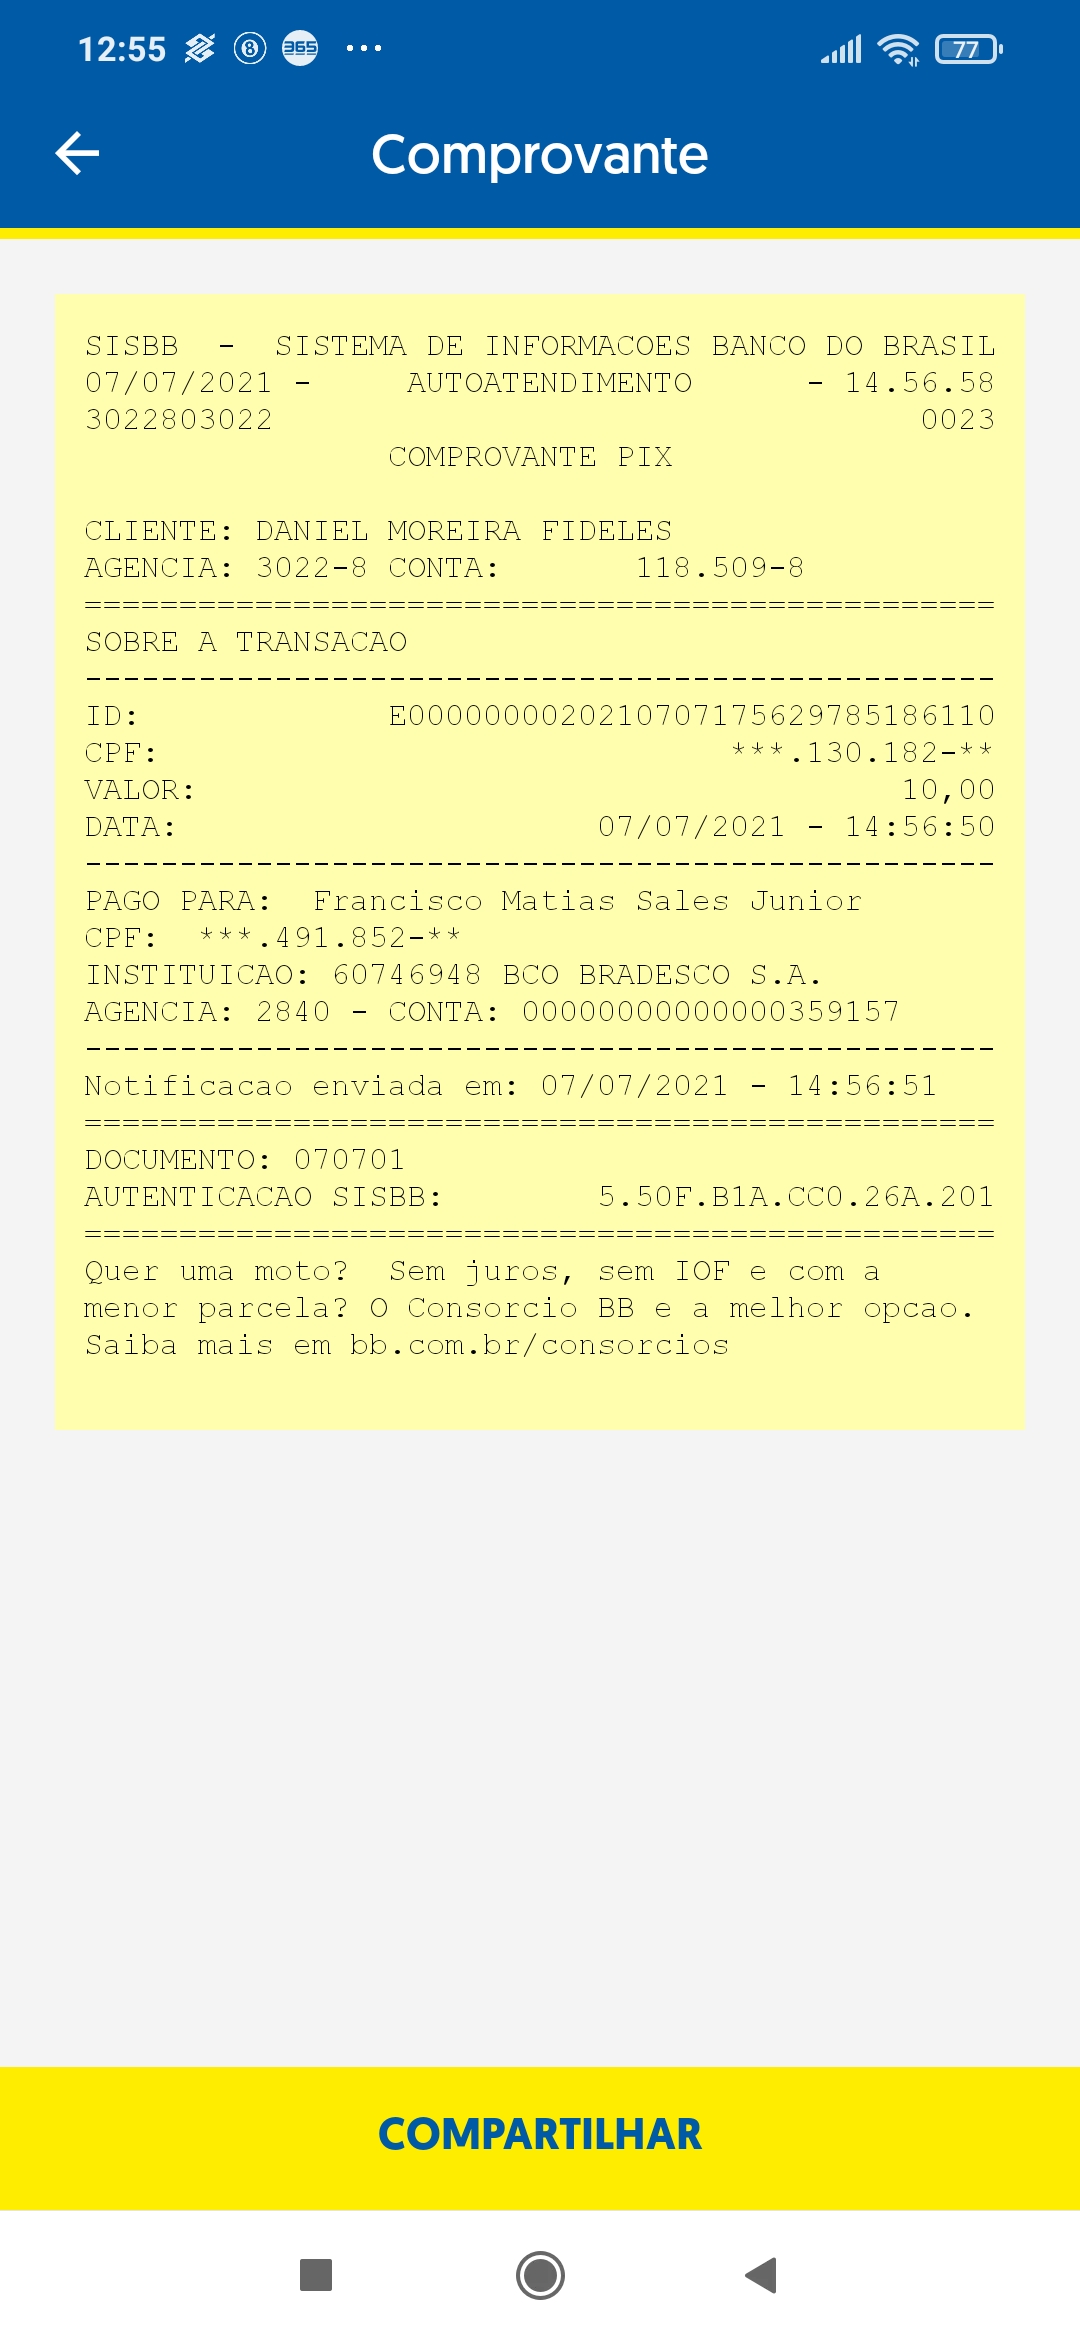 12:55 8 365 ... 77
Comprovante
SISBB - SISTEMA DE INFORMACOES BANCO DO BRASIL
07/07/2021 - AUTOATENDIMENTO - 14.56.58
3022803022 0023
COMPROVANTE PIX
CLIENTE: DANIEL MOREIRA FIDELES
AGENCIA: 3022-8 CONTA: 118.509-8
================================================
SOBRE A TRANSACAO
------------------------------------------------
ID: E0000000020210707175629785186110
CPF: ***.130.182-**
VALOR: 10,00
DATA: 07/07/2021 - 14:56:50
------------------------------------------------
PAGO PARA: Francisco Matias Sales Junior
CPF: ***.491.852-**
INSTITUICAO: 60746948 BCO BRADESCO S.A.
AGENCIA: 2840 - CONTA: 00000000000000359157
------------------------------------------------
Notificacao enviada em: 07/07/2021 - 14:56:51
================================================
DOCUMENTO: 070701
AUTENTICACAO SISBB: 5.50F.B1A.CC0.26A.201
================================================
Quer uma moto? Sem juros, sem IOF e com a
menor parcela? O Consorcio BB e a melhor opcao.
Saiba mais em bb.com.br/consorcios
COMPARTILHAR